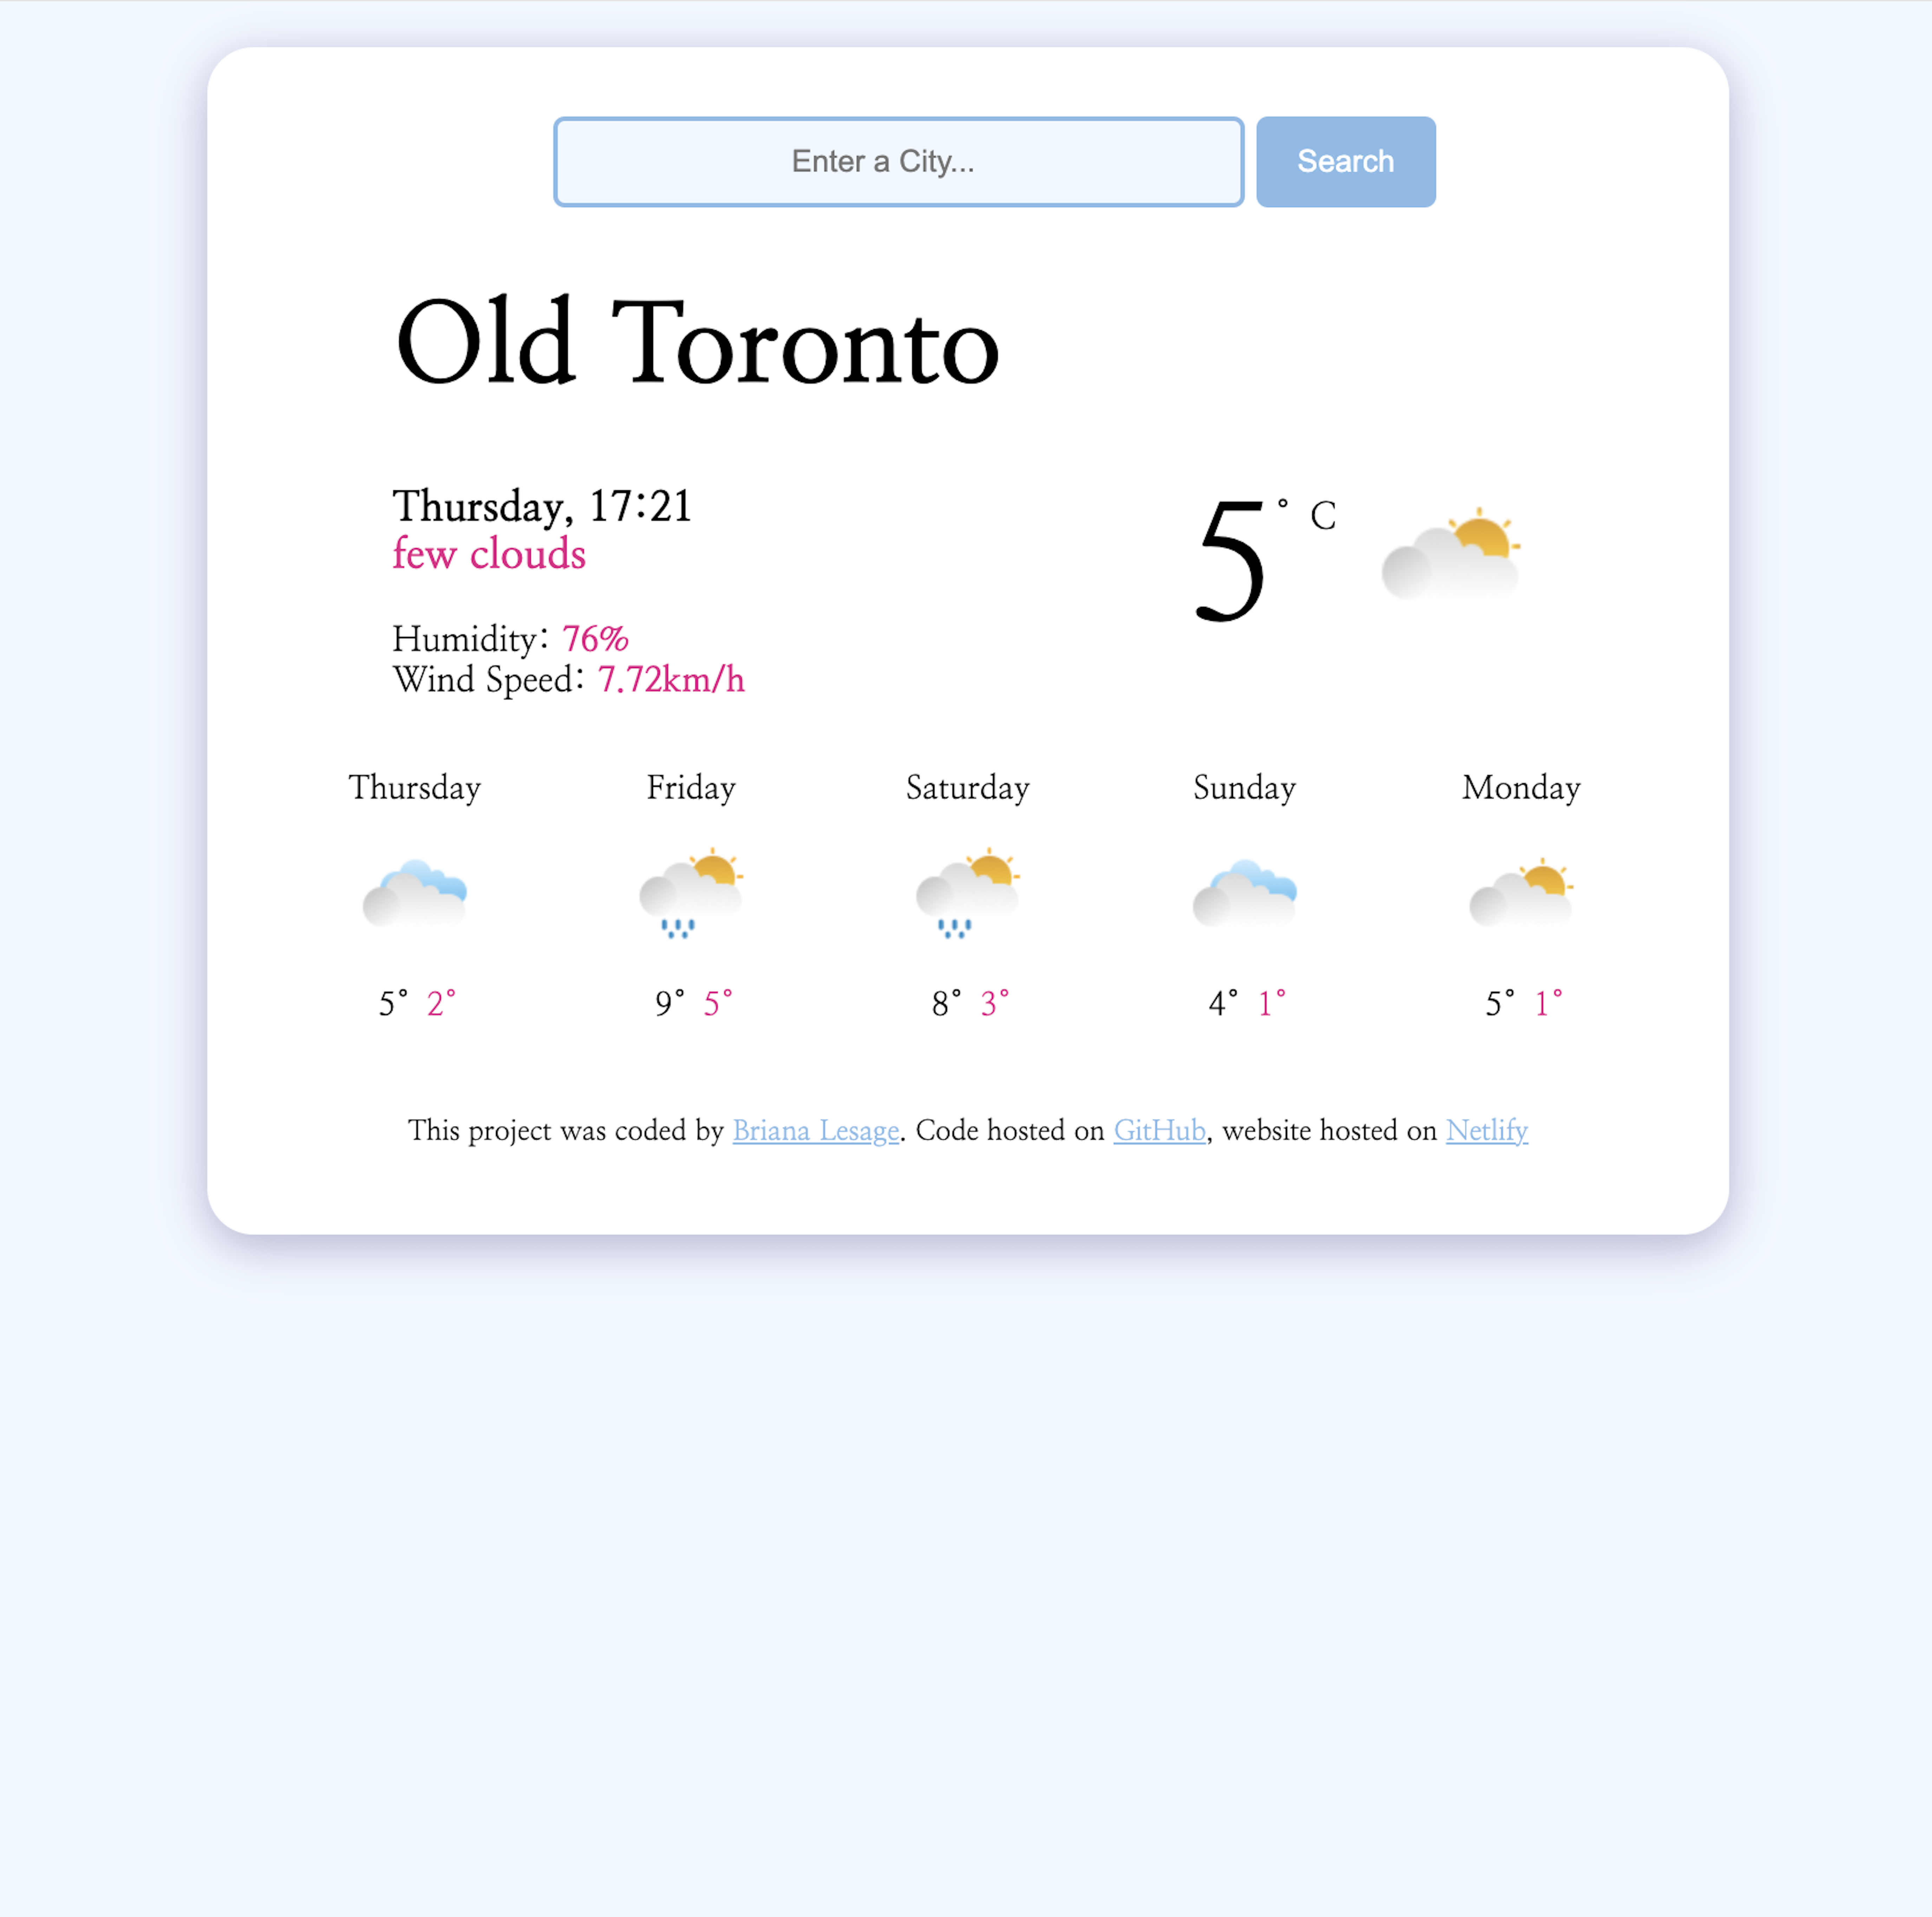 Enter a City...
Search
Old Toronto
Thursday, 17:21
few clouds
5° C
Humidity: 76%
Wind Speed: 7.72km/h
Thursday Friday Saturday Sunday Monday
5° 2° 9° 5° 8° 3° 4° 1° 5° 1°
This project was coded by Briana Lesage. Code hosted on GitHub, website hosted on Netlify